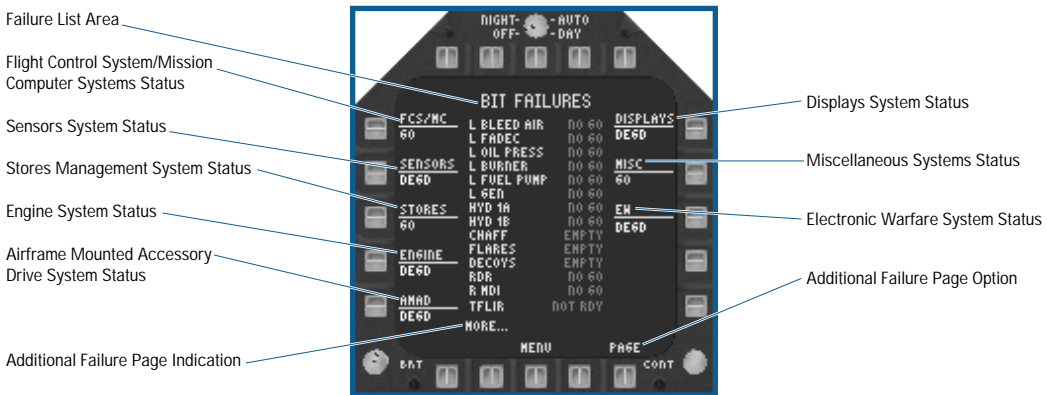 Failure List Area
Flight Control System/Mission
Computer Systems Status
Sensors System Status
Stores Management System Status
Engine System Status
Airframe Mounted Accessory
Drive System Status
Additional Failure Page Indication
NIGHT- -AUTO
OFF- -DAY
BIT FAILURES
FCS/MC
GO
SENSORS
DEGD
STORES
GO
ENGINE
DEGD
AMAD
DEGD
L BLEED AIR NO GO
L FADEC NO GO
L OIL PRESS NO GO
L BURNER NO GO
L FUEL PUMP NO GO
L GEN NO GO
HYD 1A NO GO
HYD 1B NO GO
CHAFF EMPTY
FLARES EMPTY
DECOYS EMPTY
RDR NO GO
R MDI NO GO
TFLIR NOT RDY
MORE...
DISPLAYS
DEGD
MISC
GO
EW
DEGD
MENU PAGE
BRT CONT
Displays System Status
Miscellaneous Systems Status
Electronic Warfare System Status
Additional Failure Page Option